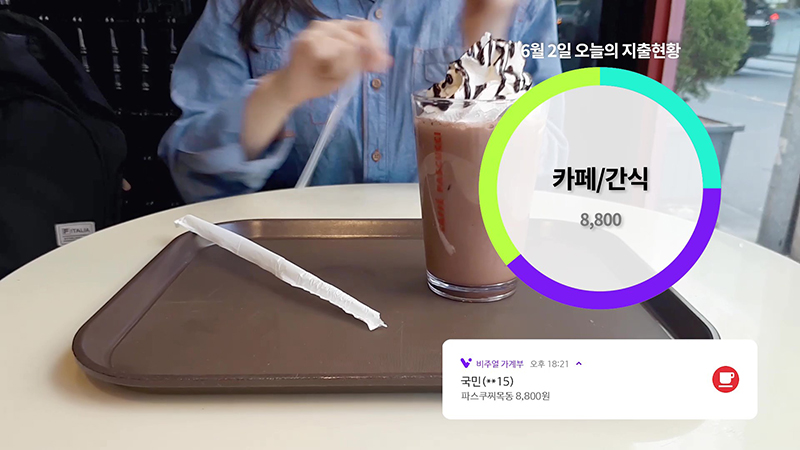 6월 2일 오늘의 지출현황
카페/간식
8,800
비주얼 가계부 오후 18:21
국민(**15)
파스쿠찌목동 8,800원
ITALIA